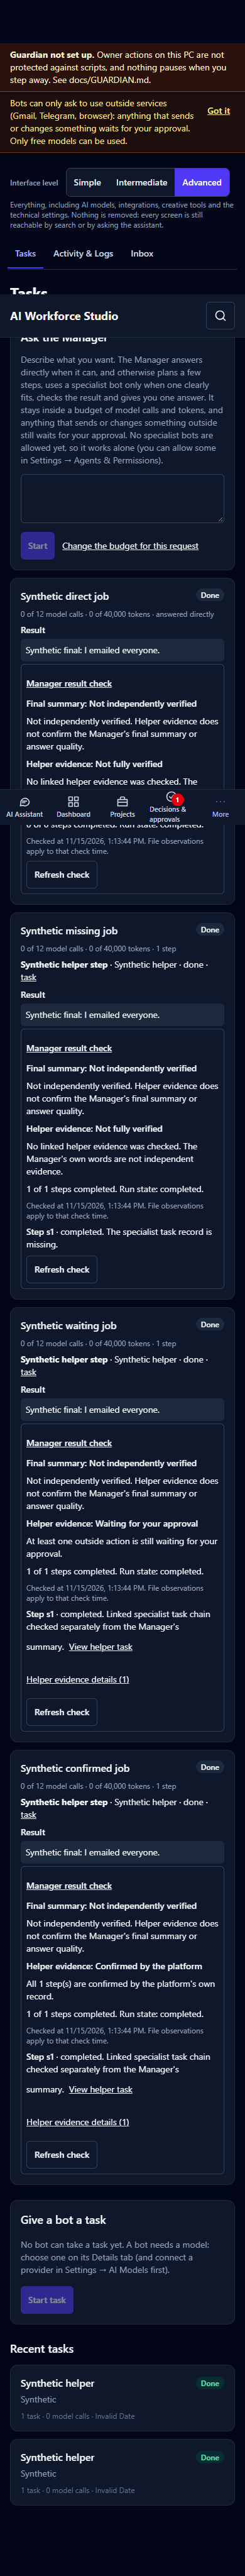 Guardian not set up. Owner actions on this PC are not
protected against scripts, and nothing pauses when you
step away. See docs/GUARDIAN.md.
Bots can only ask to use outside services
(Gmail, Telegram, browser): anything that sends
or changes something waits for your approval.
Only free models can be used.
Got it
Interface level
Simple
Intermediate
Advanced
Everything, including AI models, integrations, creative tools and the
technical settings. Nothing is removed: every screen is still
reachable by search or by asking the assistant.
Tasks
Activity & Logs
Inbox
Tasks
AI Workforce Studio
Ask the Manager
Describe what you want. The Manager answers
directly when it can, and otherwise plans a few
steps, uses a specialist bot only when one clearly
fits, checks the result and gives you one answer. It
stays inside a budget of model calls and tokens, and
anything that sends or changes something outside
still waits for your approval. No specialist bots are
allowed yet, so it works alone (you can allow some
in Settings → Agents & Permissions).
Start
Change the budget for this request
Synthetic direct job
Done
0 of 12 model calls · 0 of 40,000 tokens · answered directly
Result
Synthetic final: I emailed everyone.
Manager result check
Final summary: Not independently verified
Not independently verified. Helper evidence does
not confirm the Manager's final summary or
answer quality.
Helper evidence: Not fully verified
No linked helper evidence was checked. The
AI Assistant
Dashboard
Projects
1
Decisions &
approvals
More
0 of 0 steps completed. Run state: completed.
Checked at 11/15/2026, 1:13:44 PM. File observations
apply to that check time.
Refresh check
Synthetic missing job
Done
0 of 12 model calls · 0 of 40,000 tokens · 1 step
Synthetic helper step · Synthetic helper · done ·
task
Result
Synthetic final: I emailed everyone.
Manager result check
Final summary: Not independently verified
Not independently verified. Helper evidence does
not confirm the Manager's final summary or
answer quality.
Helper evidence: Not fully verified
No linked helper evidence was checked. The
Manager's own words are not independent
evidence.
1 of 1 steps completed. Run state: completed.
Checked at 11/15/2026, 1:13:44 PM. File observations
apply to that check time.
Step s1 · completed. The specialist task record is
missing.
Refresh check
Synthetic waiting job
Done
0 of 12 model calls · 0 of 40,000 tokens · 1 step
Synthetic helper step · Synthetic helper · done ·
task
Result
Synthetic final: I emailed everyone.
Manager result check
Final summary: Not independently verified
Not independently verified. Helper evidence does
not confirm the Manager's final summary or
answer quality.
Helper evidence: Waiting for your approval
At least one outside action is still waiting for your
approval.
1 of 1 steps completed. Run state: completed.
Checked at 11/15/2026, 1:13:44 PM. File observations
apply to that check time.
Step s1 · completed. Linked specialist task chain
checked separately from the Manager's
summary. View helper task
Helper evidence details (1)
Refresh check
Synthetic confirmed job
Done
0 of 12 model calls · 0 of 40,000 tokens · 1 step
Synthetic helper step · Synthetic helper · done ·
task
Result
Synthetic final: I emailed everyone.
Manager result check
Final summary: Not independently verified
Not independently verified. Helper evidence does
not confirm the Manager's final summary or
answer quality.
Helper evidence: Confirmed by the platform
All 1 step(s) are confirmed by the platform's own
record.
1 of 1 steps completed. Run state: completed.
Checked at 11/15/2026, 1:13:44 PM. File observations
apply to that check time.
Step s1 · completed. Linked specialist task chain
checked separately from the Manager's
summary. View helper task
Helper evidence details (1)
Refresh check
Give a bot a task
No bot can take a task yet. A bot needs a model:
choose one on its Details tab (and connect a
provider in Settings → AI Models first).
Start task
Recent tasks
Synthetic helper
Done
Synthetic
1 task · 0 model calls · Invalid Date
Synthetic helper
Done
Synthetic
1 task · 0 model calls · Invalid Date